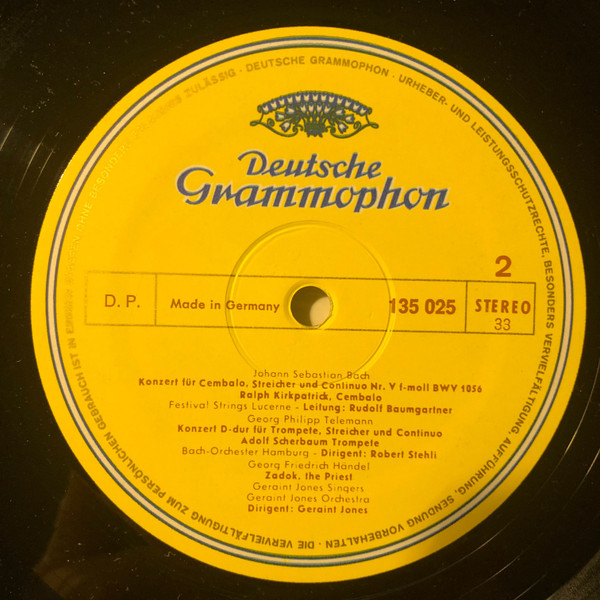 DEUTSCHE GRAMMOPHON · URHEBER- UND LEISTUNGSSCHUTZRECHTE, BESONDERS VERVIELFÄLTIGUNG, AUFFÜHRUNG, SENDUNG VORBEHALTEN · DIE VERVIELFÄLTIGUNG ZUM PERSÖNLICHEN GEBRAUCH IST IN OHNE ZULÄSSIG ·
Deutsche
Grammophon
2
D. P.
Made in Germany
135 025
STEREO
33
Johann Sebastian Bach
Konzert für Cembalo, Streicher und Continuo Nr. V f-moll BWV 1056
Ralph Kirkpatrick, Cembalo
Festival Strings Lucerne - Leitung: Rudolf Baumgartner
Georg Philipp Telemann
Konzert D-dur für Trompete, Streicher und Continuo
Adolf Scherbaum Trompete
Bach-Orchester Hamburg - Dirigent: Robert Stehli
Georg Friedrich Händel
Zadok, the Priest
Geraint Jones Singers
Geraint Jones Orchestra
Dirigent: Geraint Jones